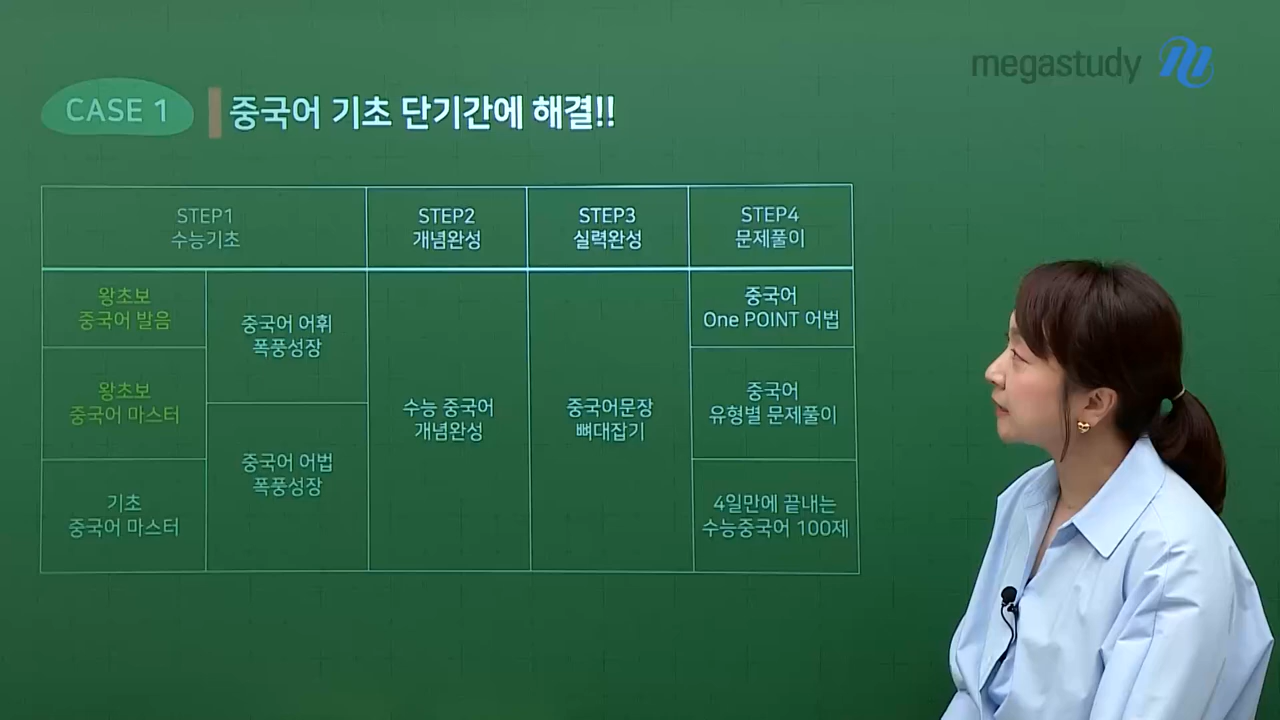 megastudy
CASE 1
중국어 기초 단기간에 해결!!
STEP1
수능기초
STEP2
개념완성
STEP3
실력완성
STEP4
문제풀이
왕초보
중국어 발음
왕초보
중국어 마스터
기초
중국어 마스터
중국어 어휘
폭풍성장
중국어 어법
폭풍성장
수능 중국어
개념완성
중국어문장
뼈대잡기
중국어
One POINT 어법
중국어
유형별 문제풀이
4일만에 끝내는
수능중국어 100제